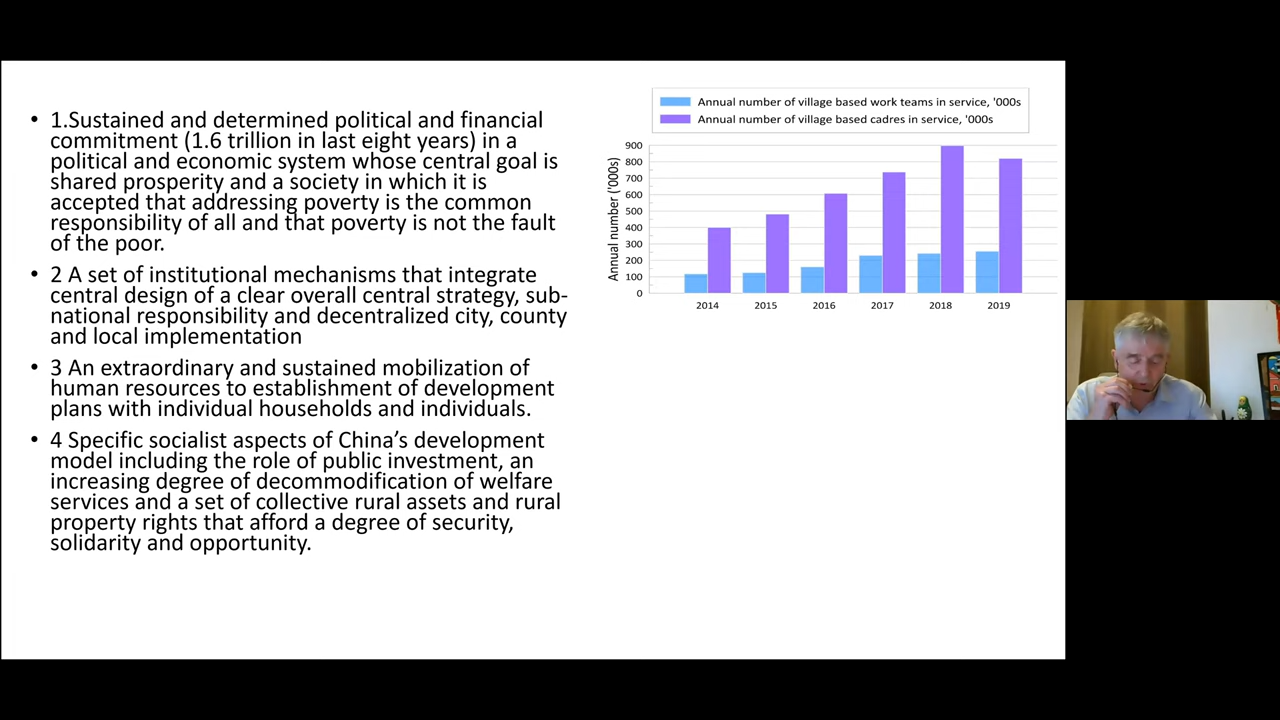 • 1.Sustained and determined political and financial
commitment (1.6 trillion in last eight years) in a
political and economic system whose central goal is
shared prosperity and a society in which it is
accepted that addressing poverty is the common
responsibility of all and that poverty is not the fault
of the poor.
• 2 A set of institutional mechanisms that integrate
central design of a clear overall central strategy, sub-
national responsibility and decentralized city, county
and local implementation
• 3 An extraordinary and sustained mobilization of
human resources to establishment of development
plans with individual households and individuals.
• 4 Specific socialist aspects of China’s development
model including the role of public investment, an
increasing degree of decommodification of welfare
services and a set of collective rural assets and rural
property rights that afford a degree of security,
solidarity and opportunity.
Annual number of village based work teams in service, '000s
Annual number of village based cadres in service, '000s
Annual number ('000s)
900
800
700
600
500
400
300
200
100
0
2014 2015 2016 2017 2018 2019